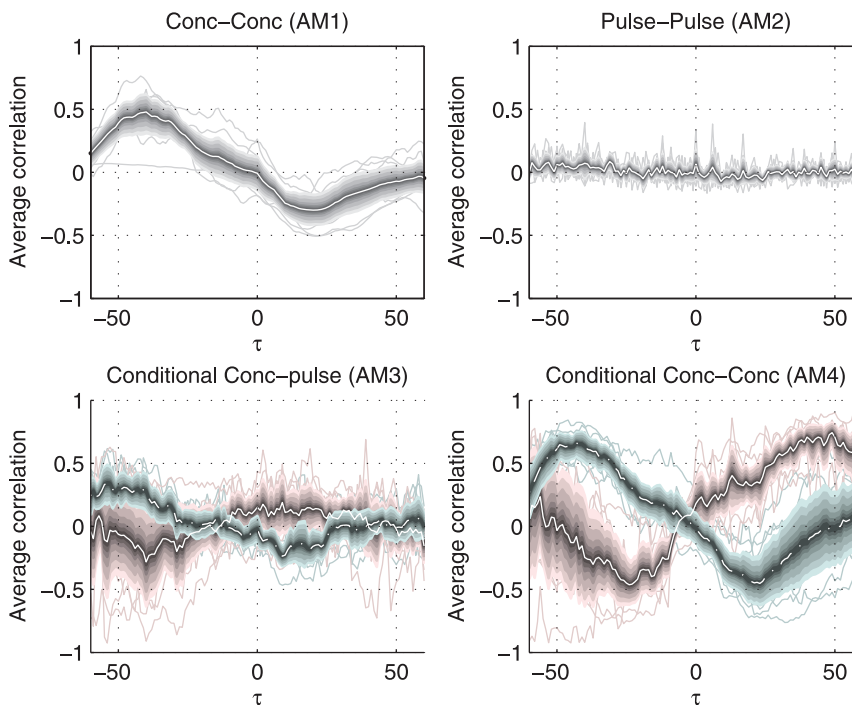 Conc–Conc (AM1)
Average correlation
1
0.5
0
−0.5
−1
−50
0
50
τ
Pulse–Pulse (AM2)
Average correlation
1
0.5
0
−0.5
−1
−50
0
50
τ
Conditional Conc–pulse (AM3)
Average correlation
1
0.5
0
−0.5
−1
−50
0
50
τ
Conditional Conc–Conc (AM4)
Average correlation
1
0.5
0
−0.5
−1
−50
0
50
τ